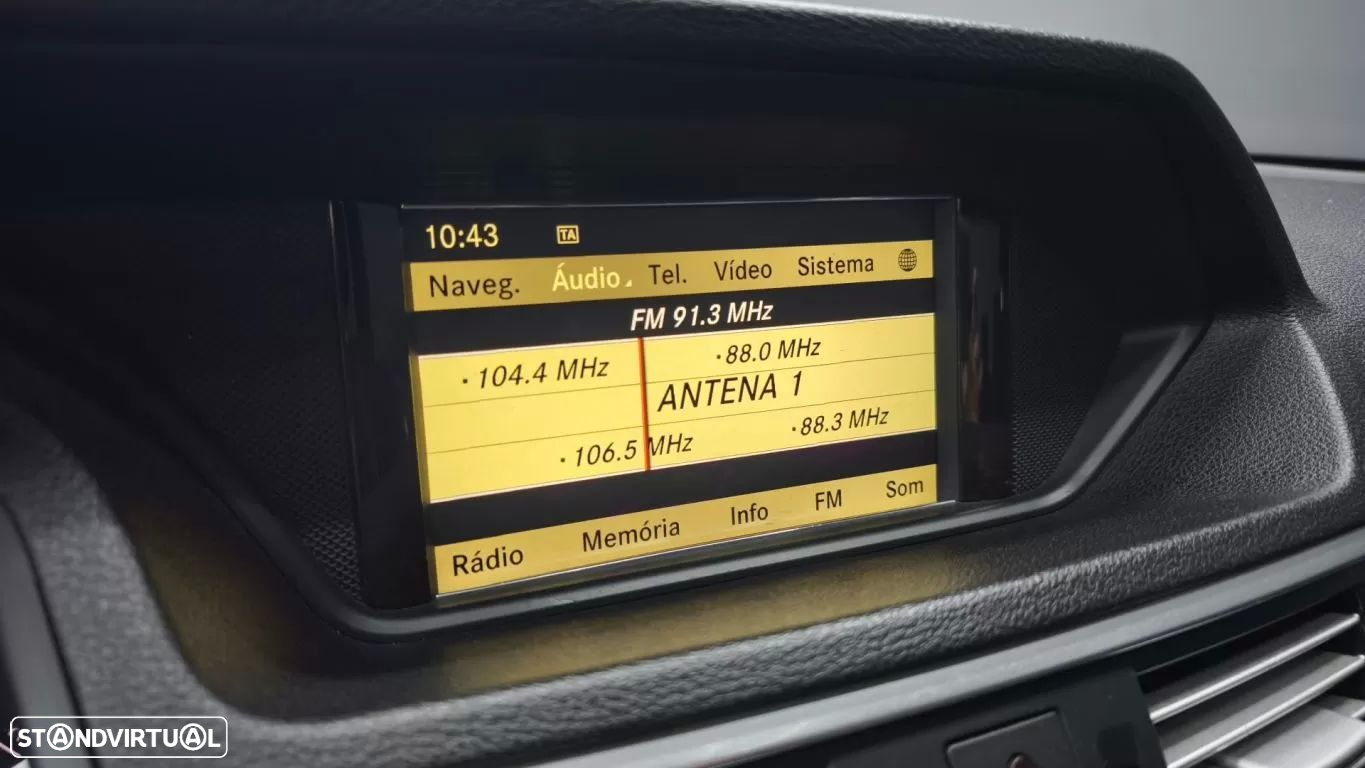 10:43 TA
Naveg. Áudio Tel. Vídeo Sistema
FM 91.3 MHz
·104.4 MHz ·88.0 MHz
ANTENA 1
·106.5 MHz ·88.3 MHz
Rádio Memória Info FM Som
STANDVIRTUAL